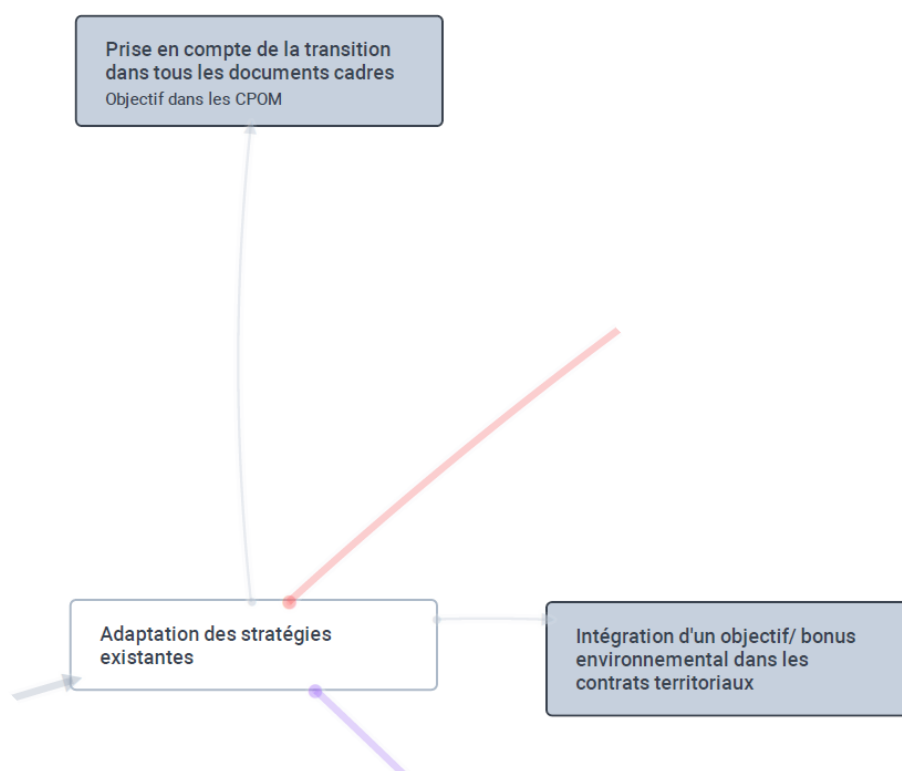 Prise en compte de la transition
dans tous les documents cadres
Objectif dans les CPOM
Adaptation des stratégies
existantes
Intégration d'un objectif/ bonus
environnemental dans les
contrats territoriaux